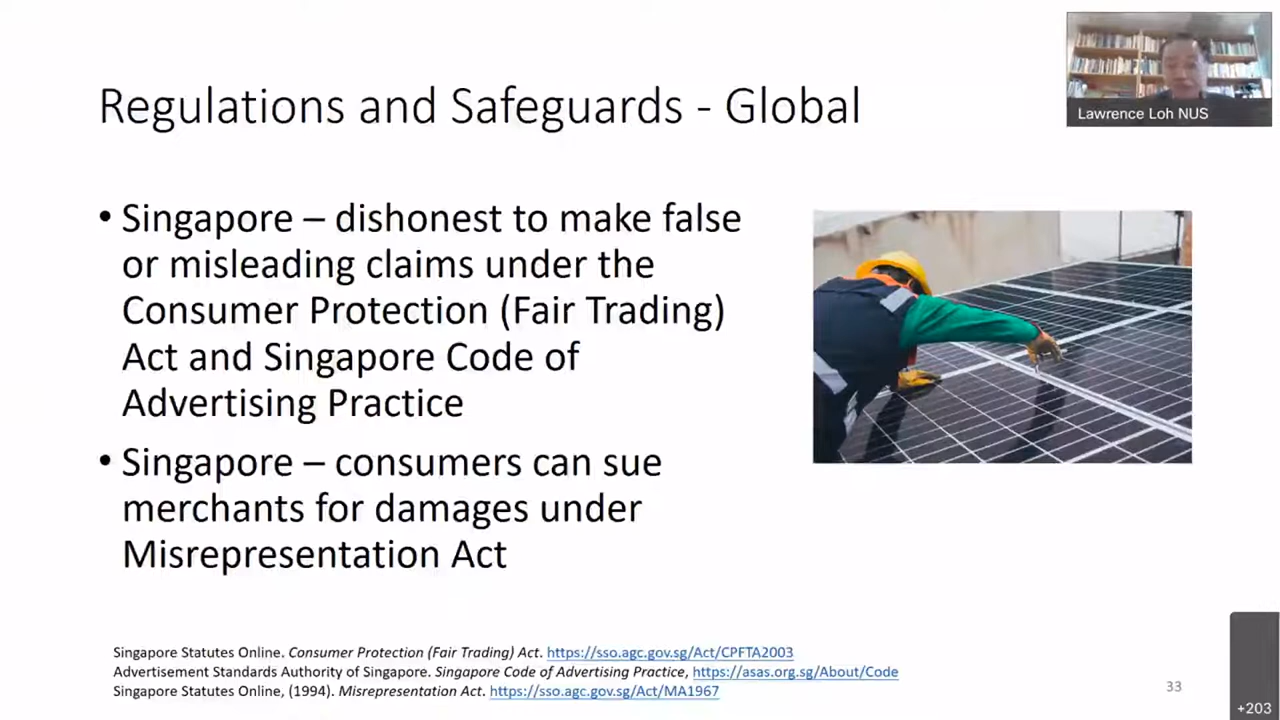 Lawrence Loh NUS
Regulations and Safeguards - Global
• Singapore – dishonest to make false
or misleading claims under the
Consumer Protection (Fair Trading)
Act and Singapore Code of
Advertising Practice
• Singapore – consumers can sue
merchants for damages under
Misrepresentation Act
Singapore Statutes Online. Consumer Protection (Fair Trading) Act. https://sso.agc.gov.sg/Act/CPFTA2003
Advertisement Standards Authority of Singapore. Singapore Code of Advertising Practice, https://asas.org.sg/About/Code
Singapore Statutes Online, (1994). Misrepresentation Act. https://sso.agc.gov.sg/Act/MA1967
33
+203